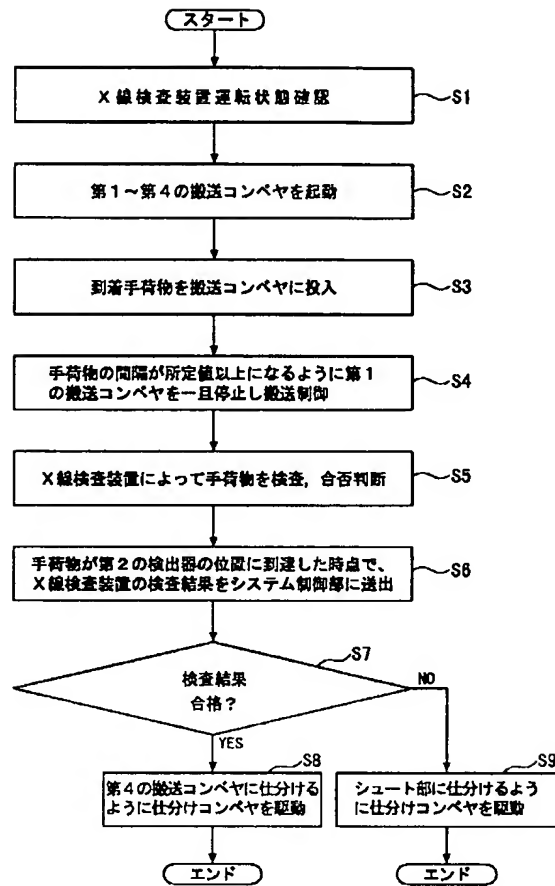 スタート
X線検査装置運転状態確認
S1
第1〜第4の搬送コンベヤを起動
S2
到着手荷物を搬送コンベヤに投入
S3
手荷物の間隔が所定値以上になるように第1
の搬送コンベヤを一旦停止し搬送制御
S4
X線検査装置によって手荷物を検査,合否判断
S5
手荷物が第2の検出器の位置に到達した時点で、
X線検査装置の検査結果をシステム制御部に送出
S6
検査結果
合格?
S7
NO
YES
第4の搬送コンベヤに仕分ける
ように仕分けコンベヤを駆動
S8
シュート部に仕分けるよう
に仕分けコンベヤを駆動
S9
エンド
エンド